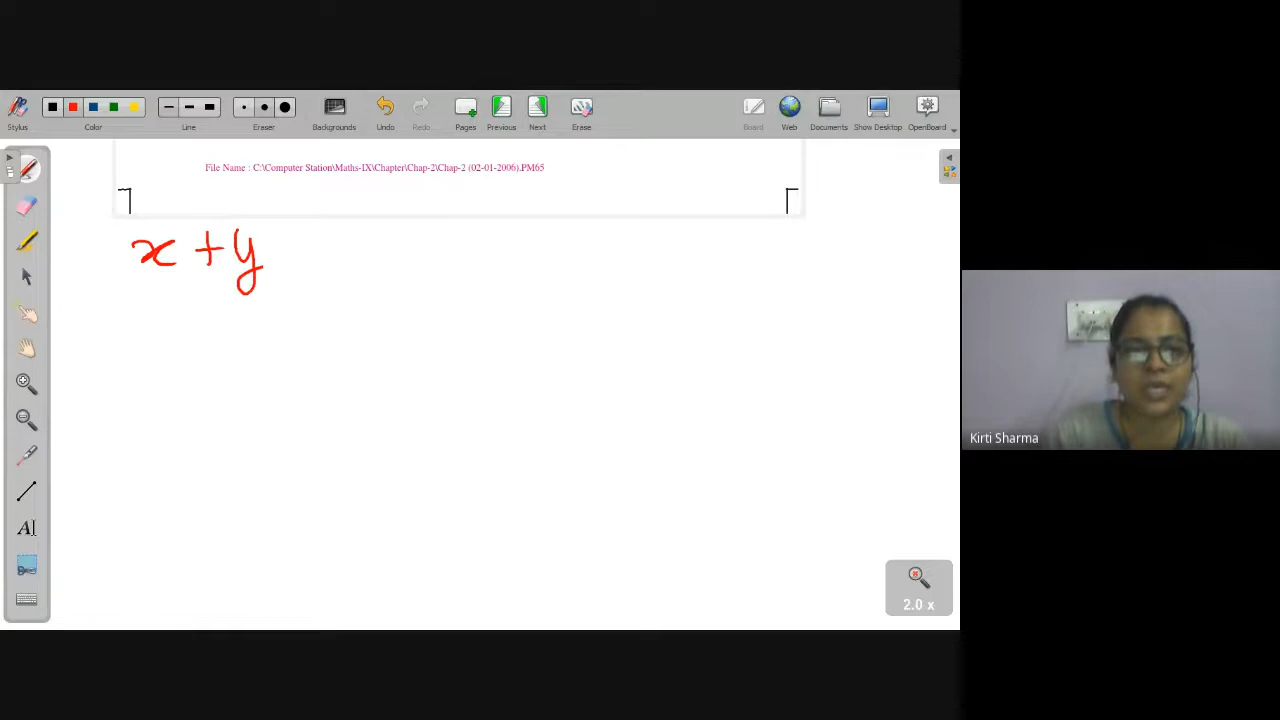 Stylus
Color
Line
Eraser
Backgrounds
Undo
Redo
Pages
Previous
Next
Erase
Board
Web
Documents
Show Desktop
OpenBoard
File Name : C:\Computer Station\Maths-IX\Chapter\Chap-2\Chap-2 (02-01-2006).PM65
x + y
Kirti Sharma
2.0 x